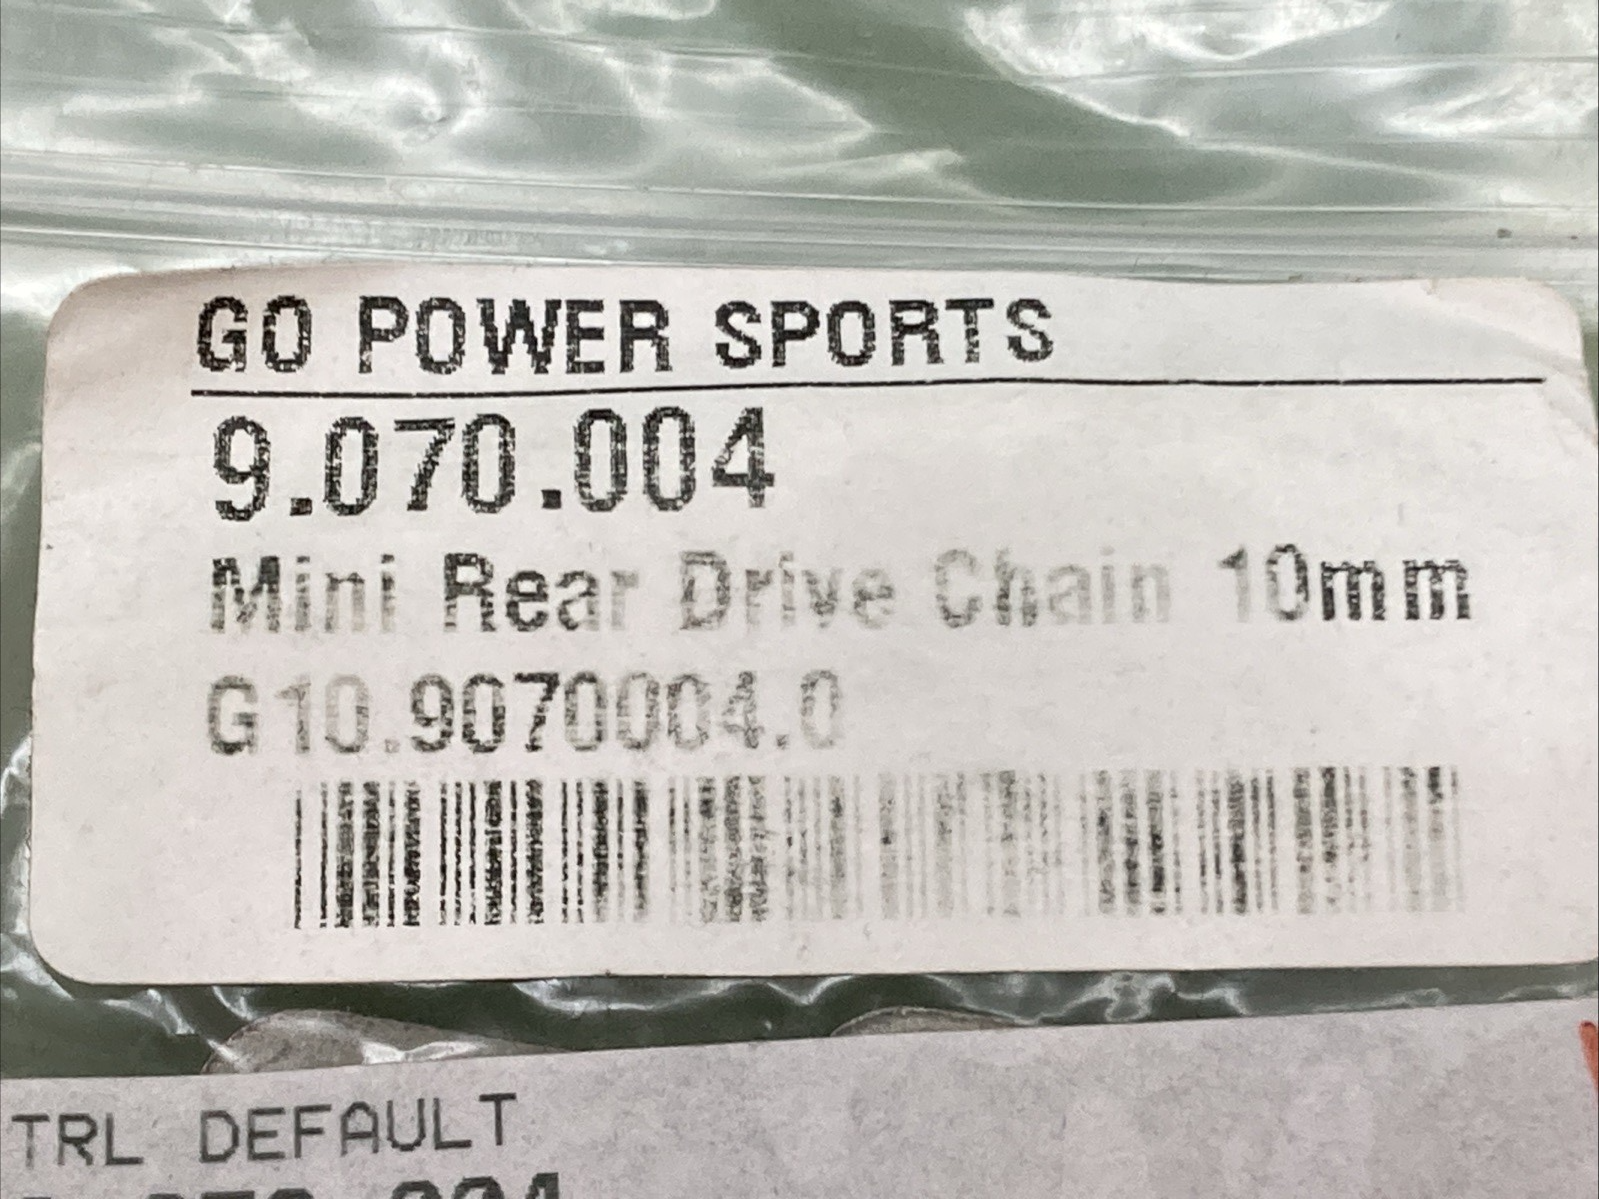 GO POWER SPORTS
9.070.004
Mini Rear Drive Chain 10mm
G10.9070004.0
TRL DEFAULT